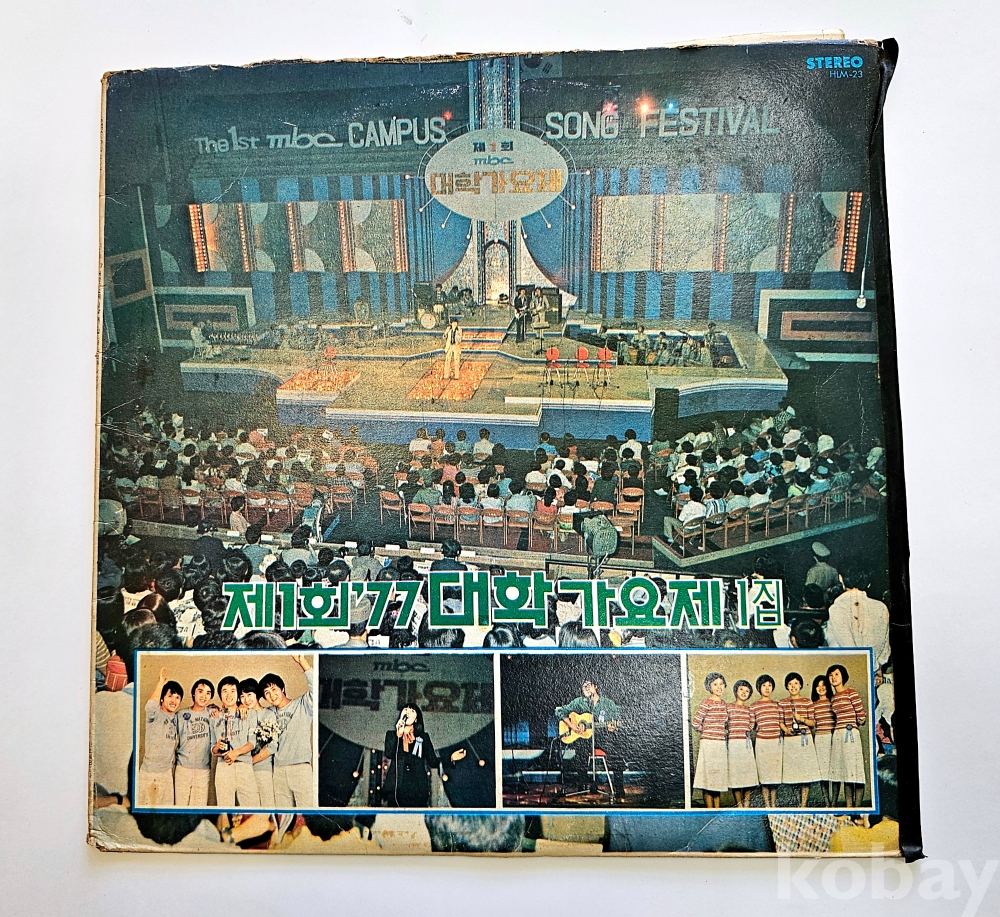 STEREO
HLM-23
The 1st mbc CAMPUS SONG FESTIVAL
제1회
mbc
대학가요제
제1회 '77 대학가요제 1집
mbc
대학가요제
kobay